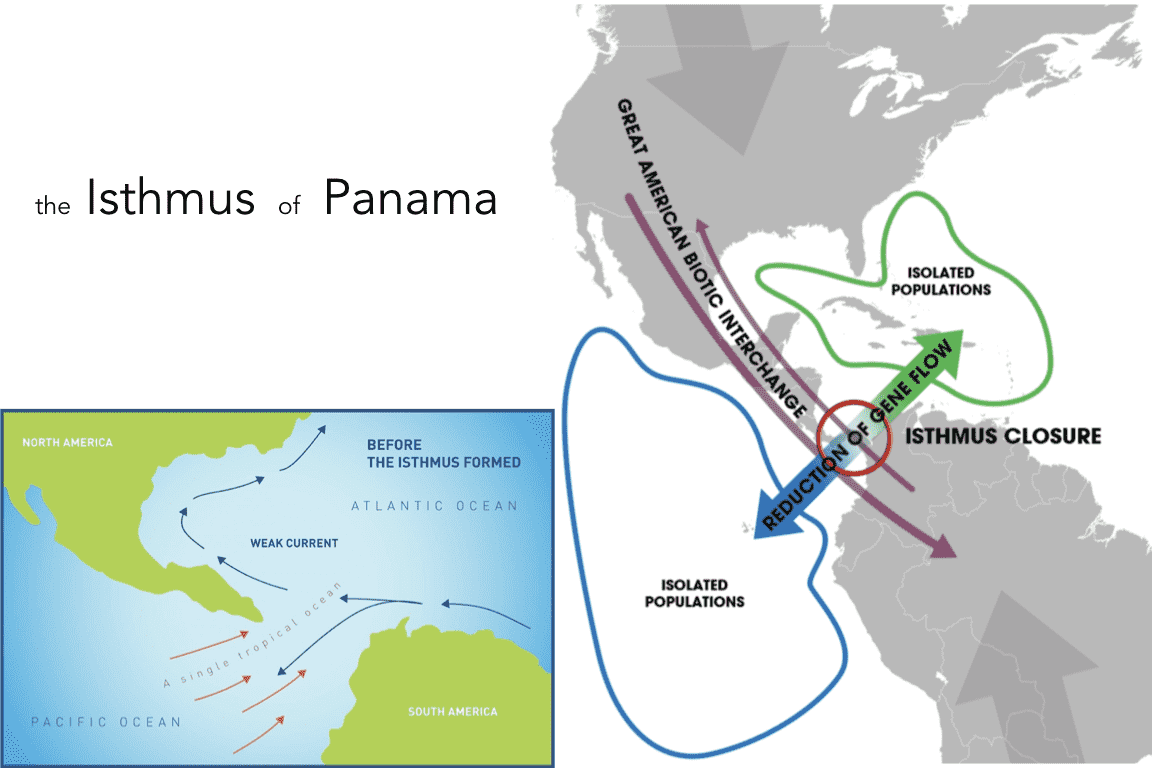 the Isthmus of Panama
NORTH AMERICA
BEFORE
THE ISTHMUS FORMED
ATLANTIC OCEAN
WEAK CURRENT
A single tropical ocean
PACIFIC OCEAN
SOUTH AMERICA
GREAT AMERICAN BIOTIC INTERCHANGE
ISOLATED
POPULATIONS
REDUCTION OF GENE FLOW
ISTHMUS CLOSURE
ISOLATED
POPULATIONS